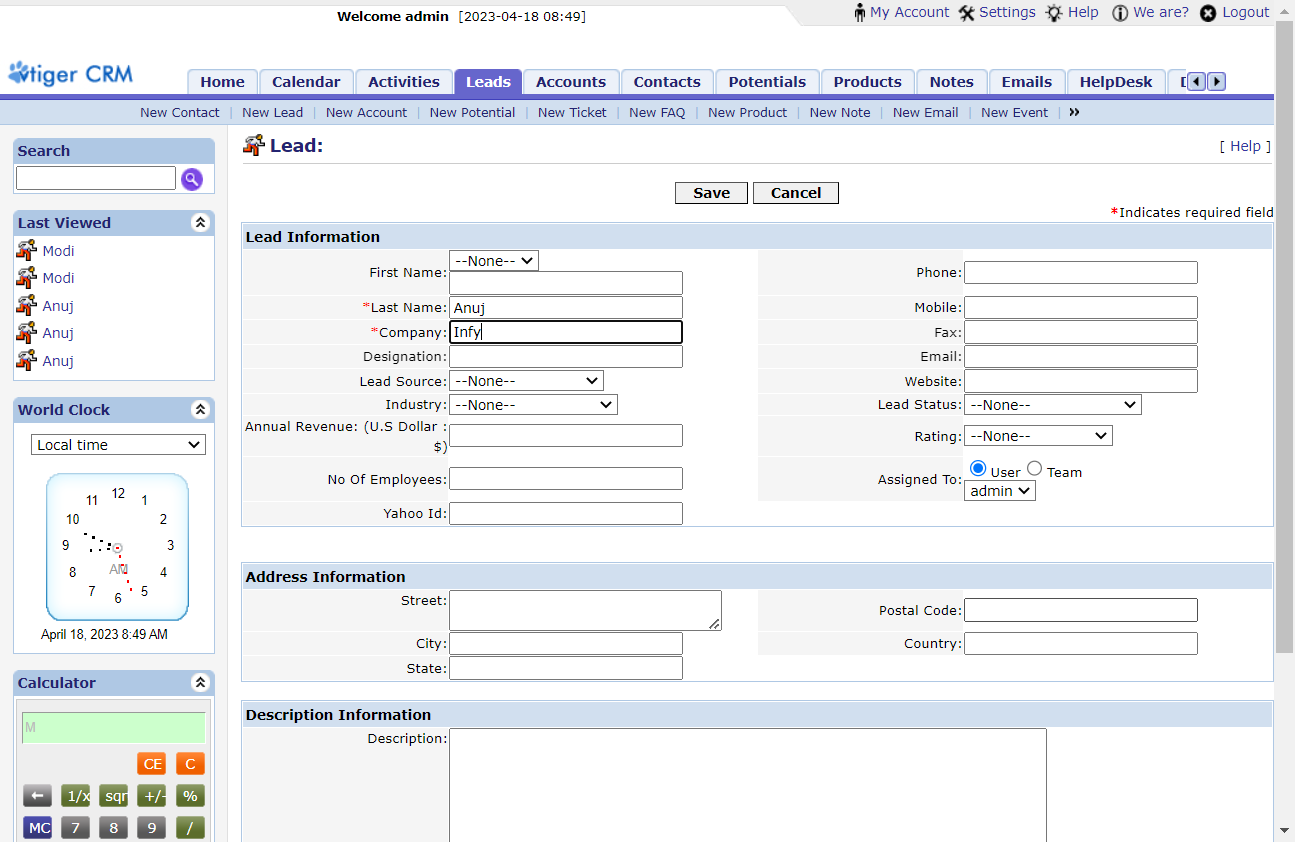 Welcome admin [2023-04-18 08:49]
My Account Settings Help We are? Logout
vtiger CRM
Home Calendar Activities Leads Accounts Contacts Potentials Products Notes Emails HelpDesk
New Contact | New Lead | New Account | New Potential | New Ticket | New FAQ | New Product | New Note | New Email | New Event | »
Search
Last Viewed
Modi
Modi
Anuj
Anuj
Anuj
World Clock
Local time
12
11 1
10 2
9 3
8 4
AM
7 5
6
April 18, 2023 8:49 AM
Calculator
M
CE C
← 1/x sqr +/- %
MC 7 8 9 /
Lead:
[ Help ]
Save Cancel
*Indicates required field
Lead Information
First Name: --None--
Phone:
*Last Name: Anuj
Mobile:
*Company: Infy
Fax:
Designation:
Email:
Lead Source: --None--
Website:
Industry: --None--
Lead Status: --None--
Annual Revenue: (U.S Dollar :
$)
Rating: --None--
No Of Employees:
Assigned To: User Team
admin
Yahoo Id:
Address Information
Street:
Postal Code:
City:
Country:
State:
Description Information
Description: